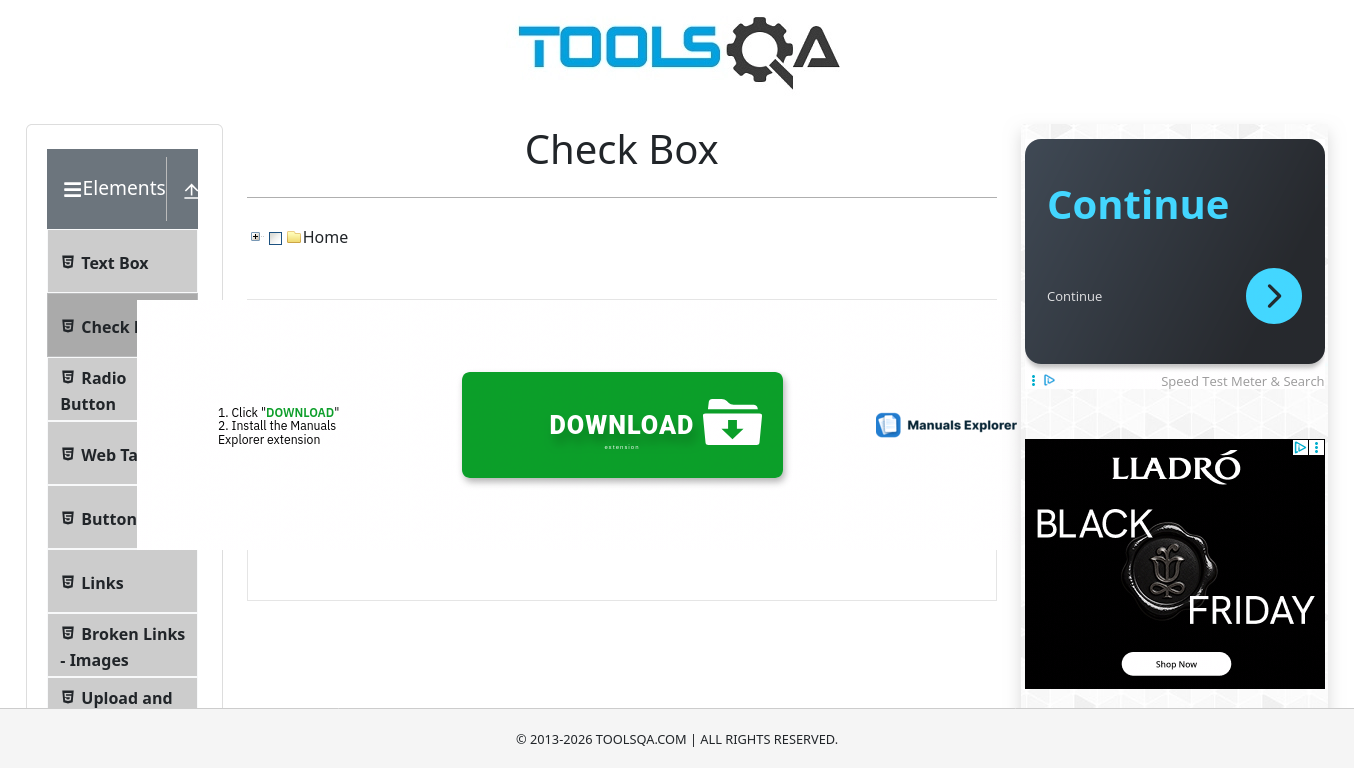 TOOLSQA
Elements
Text Box
Check
Radio
Button
Web Ta
Button
Links
Broken Links
- Images
Upload and
Check Box
Home
1. Click "DOWNLOAD"
2. Install the Manuals
Explorer extension
DOWNLOAD
extension
Manuals Explorer
Continue
Continue
Speed Test Meter & Search
LLADRÓ
BLACK
FRIDAY
Shop Now
© 2013-2026 TOOLSQA.COM | ALL RIGHTS RESERVED.